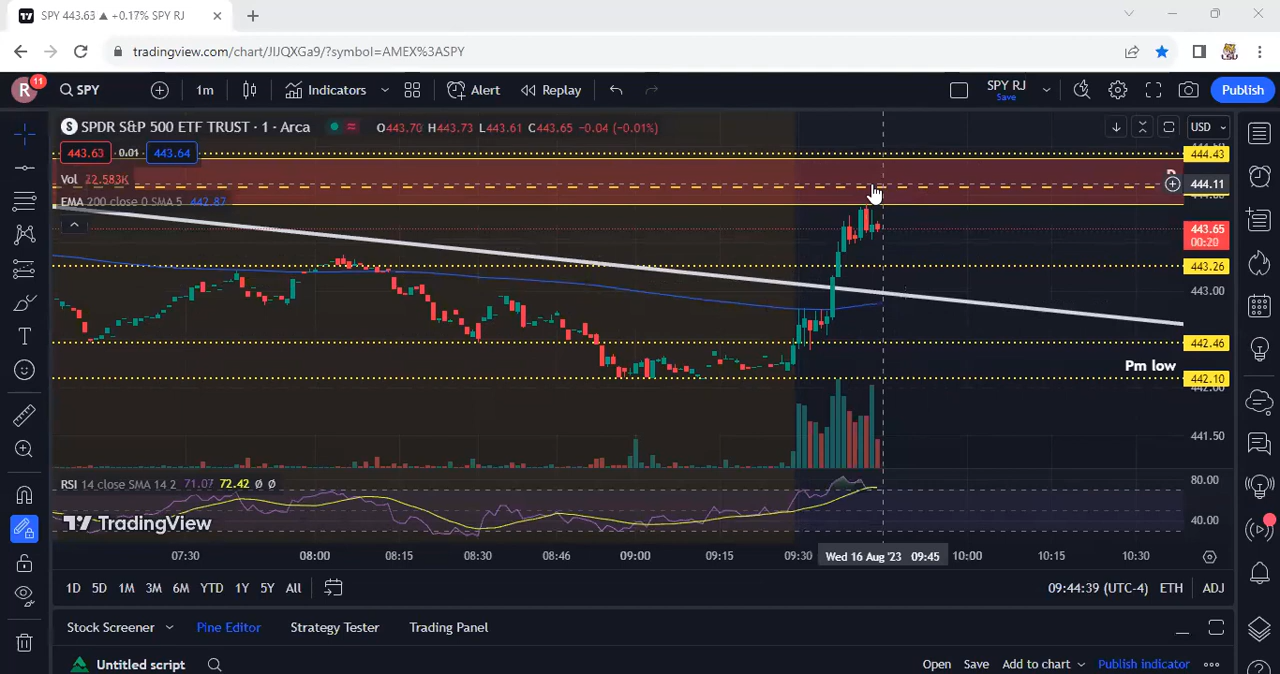 SPY 443.63 ▲ +0.17% SPY RJ
tradingview.com/chart/JIJQXGa9/?symbol=AMEX%3ASPY
R 11 SPY 1m Indicators Alert Replay SPY RJ Save Publish
S SPDR S&P 500 ETF TRUST · 1 · Arca O443.70 H443.73 L443.61 C443.65 -0.04 (-0.01%) USD
443.63 0.01 443.64 444.43
Vol 22.583K 444.11
EMA 200 close 0 SMA 5 442.87
443.65
00:20
443.26
443.00
442.46
Pm low
442.10
442.00
441.50
RSI 14 close SMA 14 2 71.07 72.42 Ø Ø 80.00
TradingView 40.00
07:30 08:00 08:15 08:30 08:46 09:00 09:15 09:30 Wed 16 Aug '23 09:45 10:00 10:15 10:30
1D 5D 1M 3M 6M YTD 1Y 5Y All 09:44:39 (UTC-4) ETH ADJ
Stock Screener Pine Editor Strategy Tester Trading Panel
Untitled script Open Save Add to chart Publish indicator